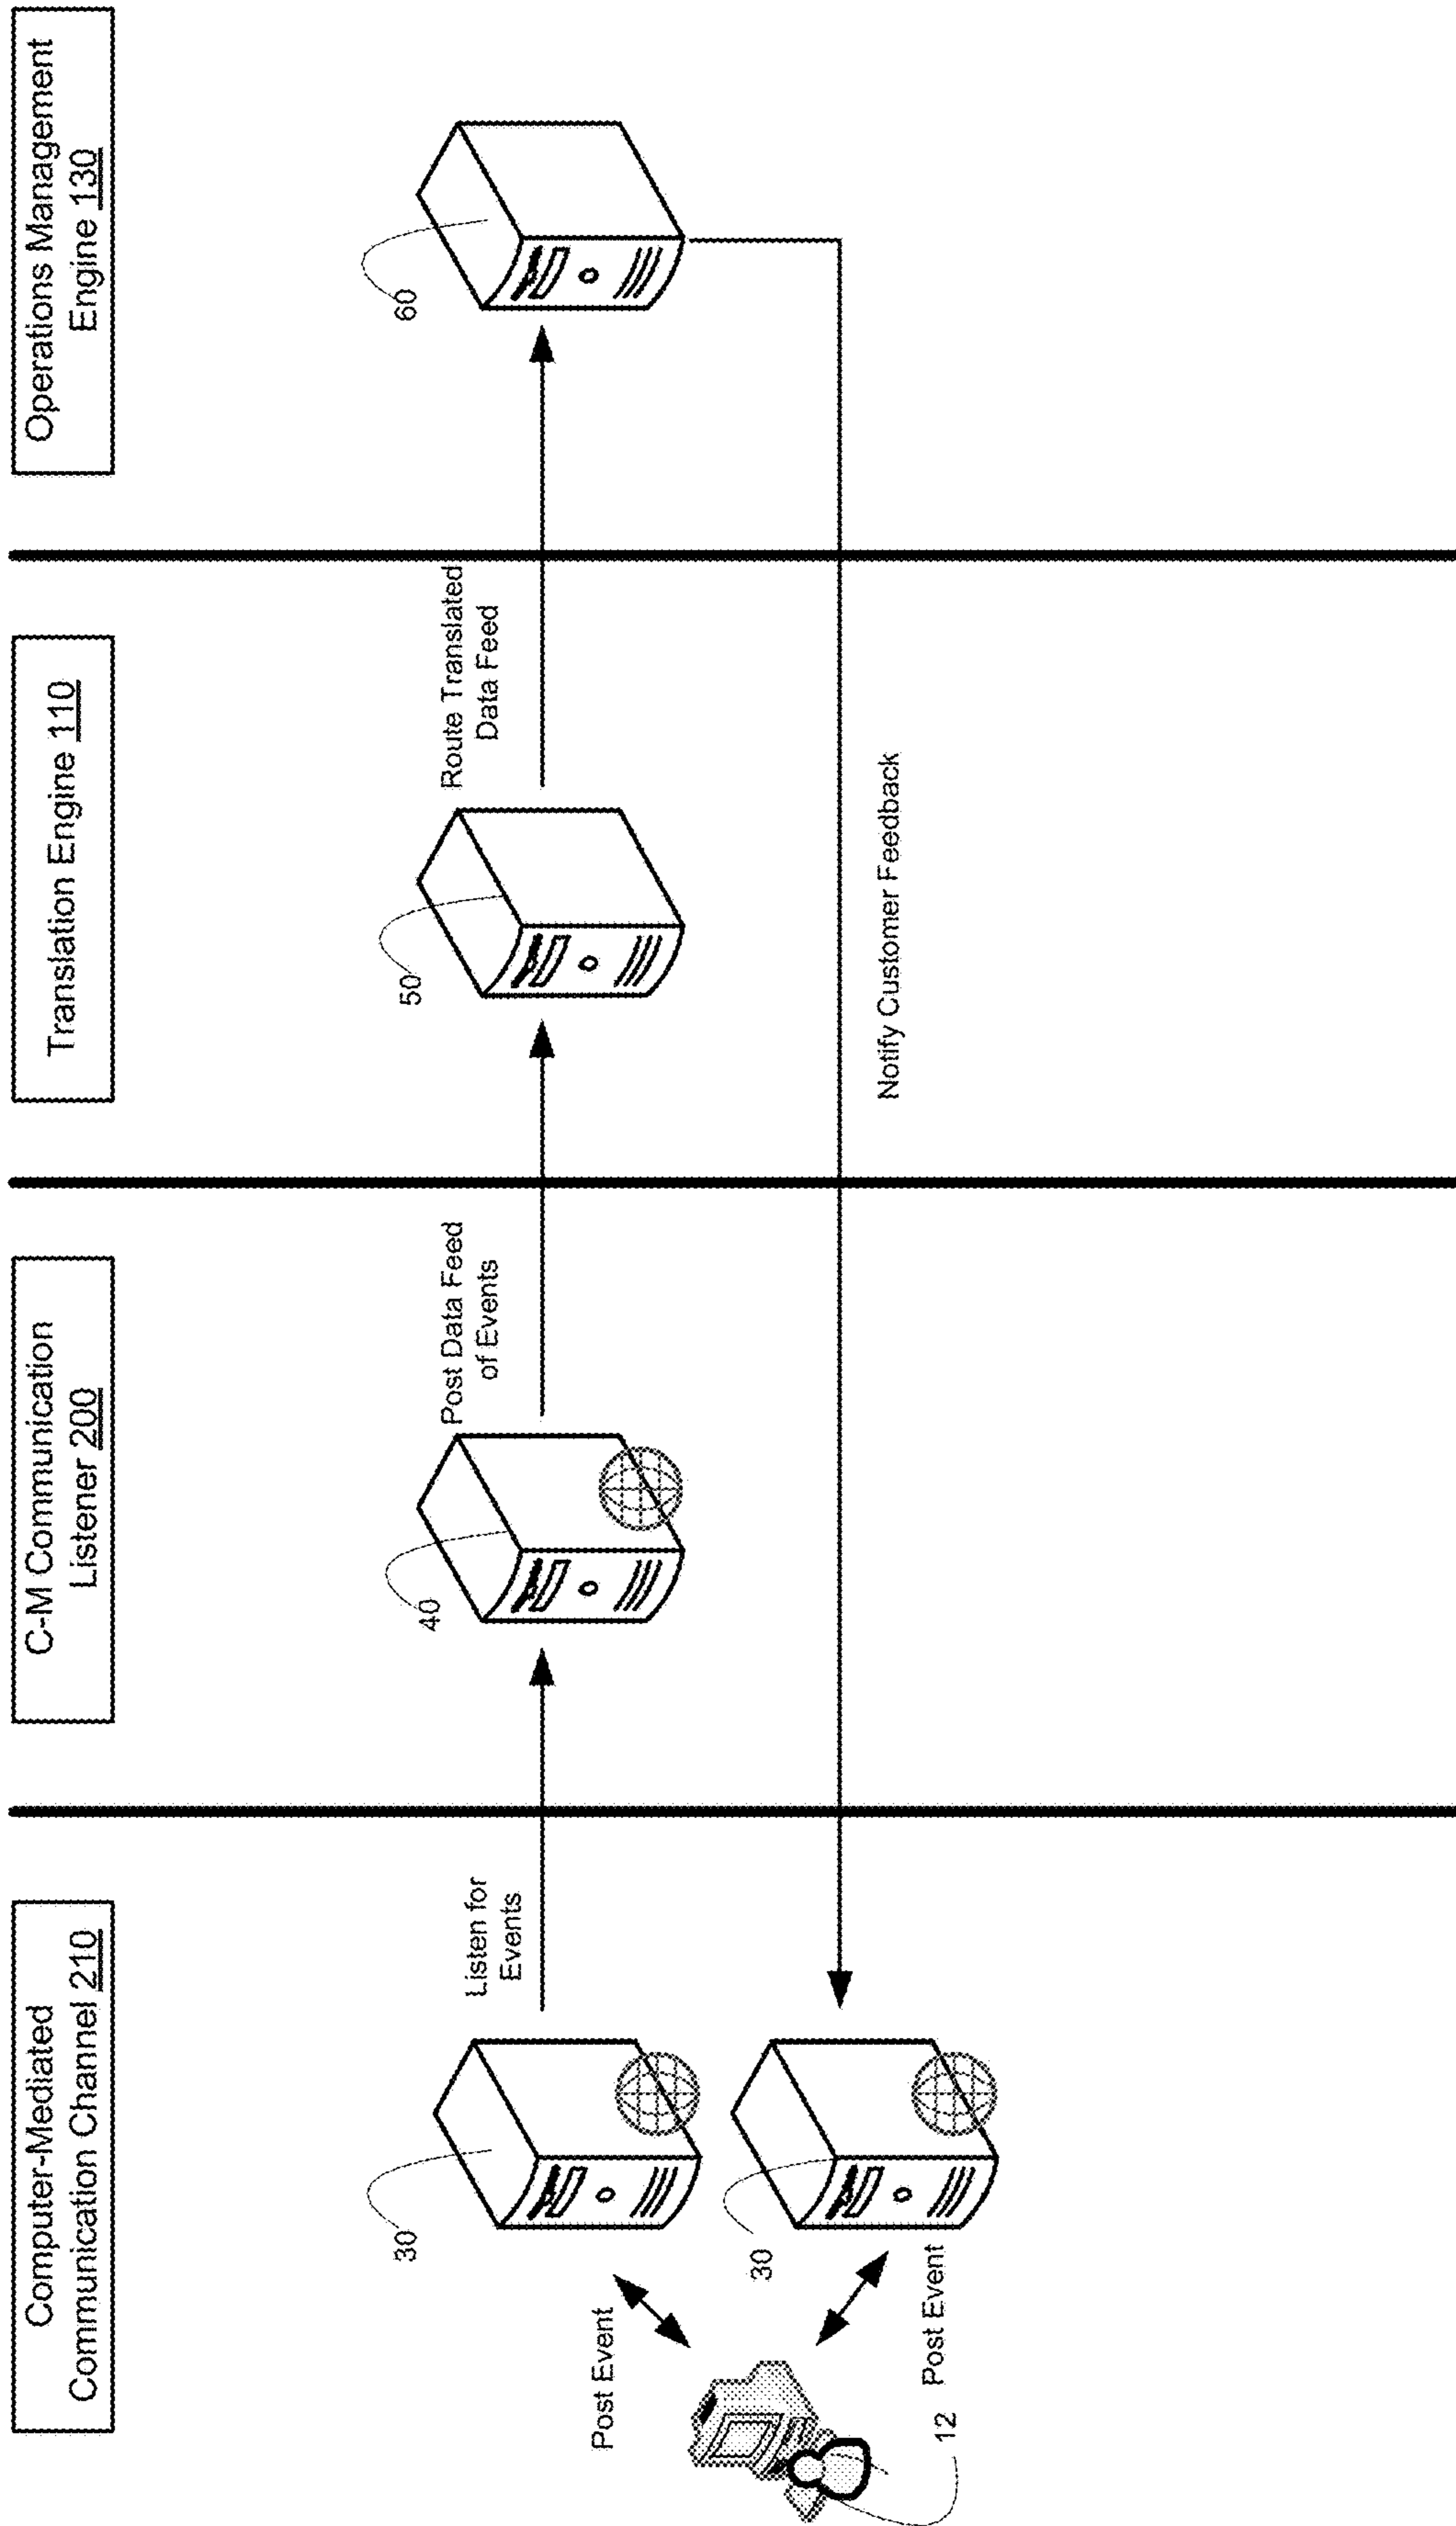 Computer-Mediated
Communication Channel 210
C-M Communication
Listener 200
Translation Engine 110
Operations Management
Engine 130
30
Listen for
Events
40
Post Data Feed
of Events
50
Route Translated
Data Feed
60
Post Event
30
12
Post Event
Notify Customer Feedback